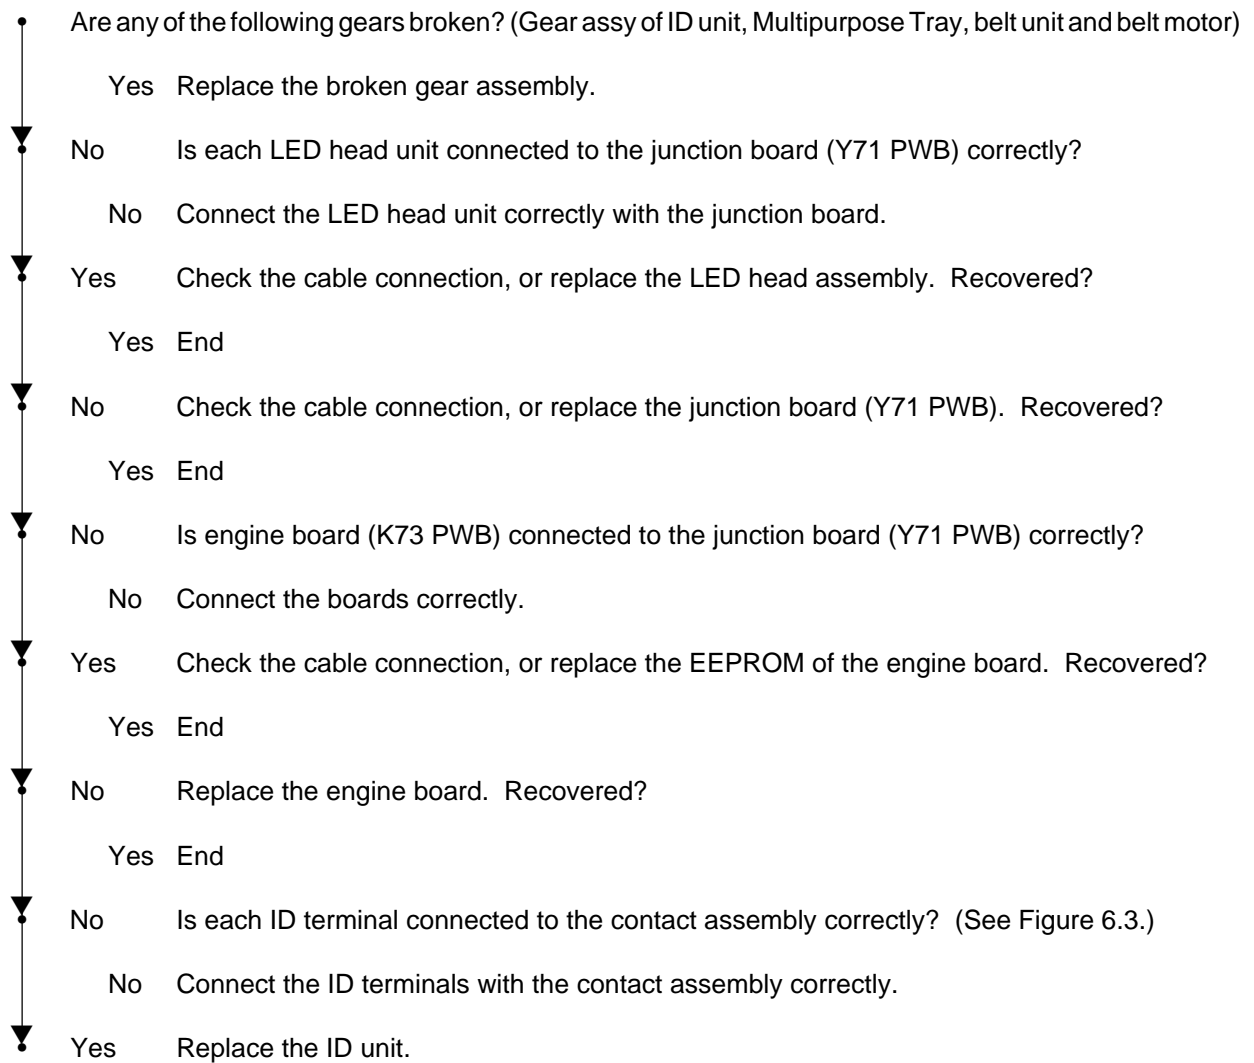 Are any of the following gears broken? (Gear assy of ID unit, Multipurpose Tray, belt unit and belt motor)
Yes Replace the broken gear assembly.
No Is each LED head unit connected to the junction board (Y71 PWB) correctly?
No Connect the LED head unit correctly with the junction board.
Yes Check the cable connection, or replace the LED head assembly. Recovered?
Yes End
No Check the cable connection, or replace the junction board (Y71 PWB). Recovered?
Yes End
No Is engine board (K73 PWB) connected to the junction board (Y71 PWB) correctly?
No Connect the boards correctly.
Yes Check the cable connection, or replace the EEPROM of the engine board. Recovered?
Yes End
No Replace the engine board. Recovered?
Yes End
No Is each ID terminal connected to the contact assembly correctly? (See Figure 6.3.)
No Connect the ID terminals with the contact assembly correctly.
Yes Replace the ID unit.